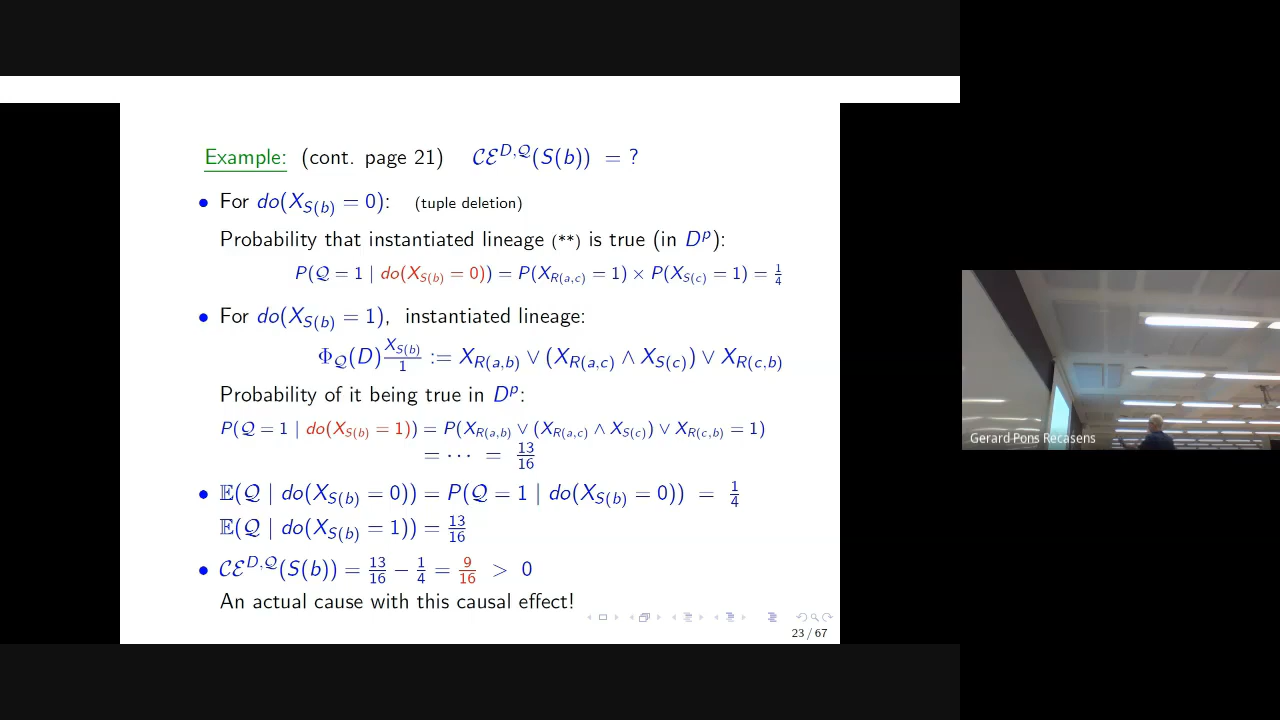 Example: (cont. page 21) 𝒞ℰ^{D,𝒬}(S(b)) = ?
• For do(X_{S(b)} = 0): (tuple deletion)
Probability that instantiated lineage (**) is true (in D^p):
P(𝒬 = 1 | do(X_{S(b)} = 0)) = P(X_{R(a,c)} = 1) × P(X_{S(c)} = 1) = 1/4
• For do(X_{S(b)} = 1), instantiated lineage:
Φ_𝒬(D) X_{S(b)}/1 := X_{R(a,b)} ∨ (X_{R(a,c)} ∧ X_{S(c)}) ∨ X_{R(c,b)}
Probability of it being true in D^p:
P(𝒬 = 1 | do(X_{S(b)} = 1)) = P(X_{R(a,b)} ∨ (X_{R(a,c)} ∧ X_{S(c)}) ∨ X_{R(c,b)} = 1)
= ⋯ = 13/16
• 𝔼(𝒬 | do(X_{S(b)} = 0)) = P(𝒬 = 1 | do(X_{S(b)} = 0)) = 1/4
𝔼(𝒬 | do(X_{S(b)} = 1)) = 13/16
• 𝒞ℰ^{D,𝒬}(S(b)) = 13/16 − 1/4 = 9/16 > 0
An actual cause with this causal effect!
23 / 67
Gerard Pons Recasens